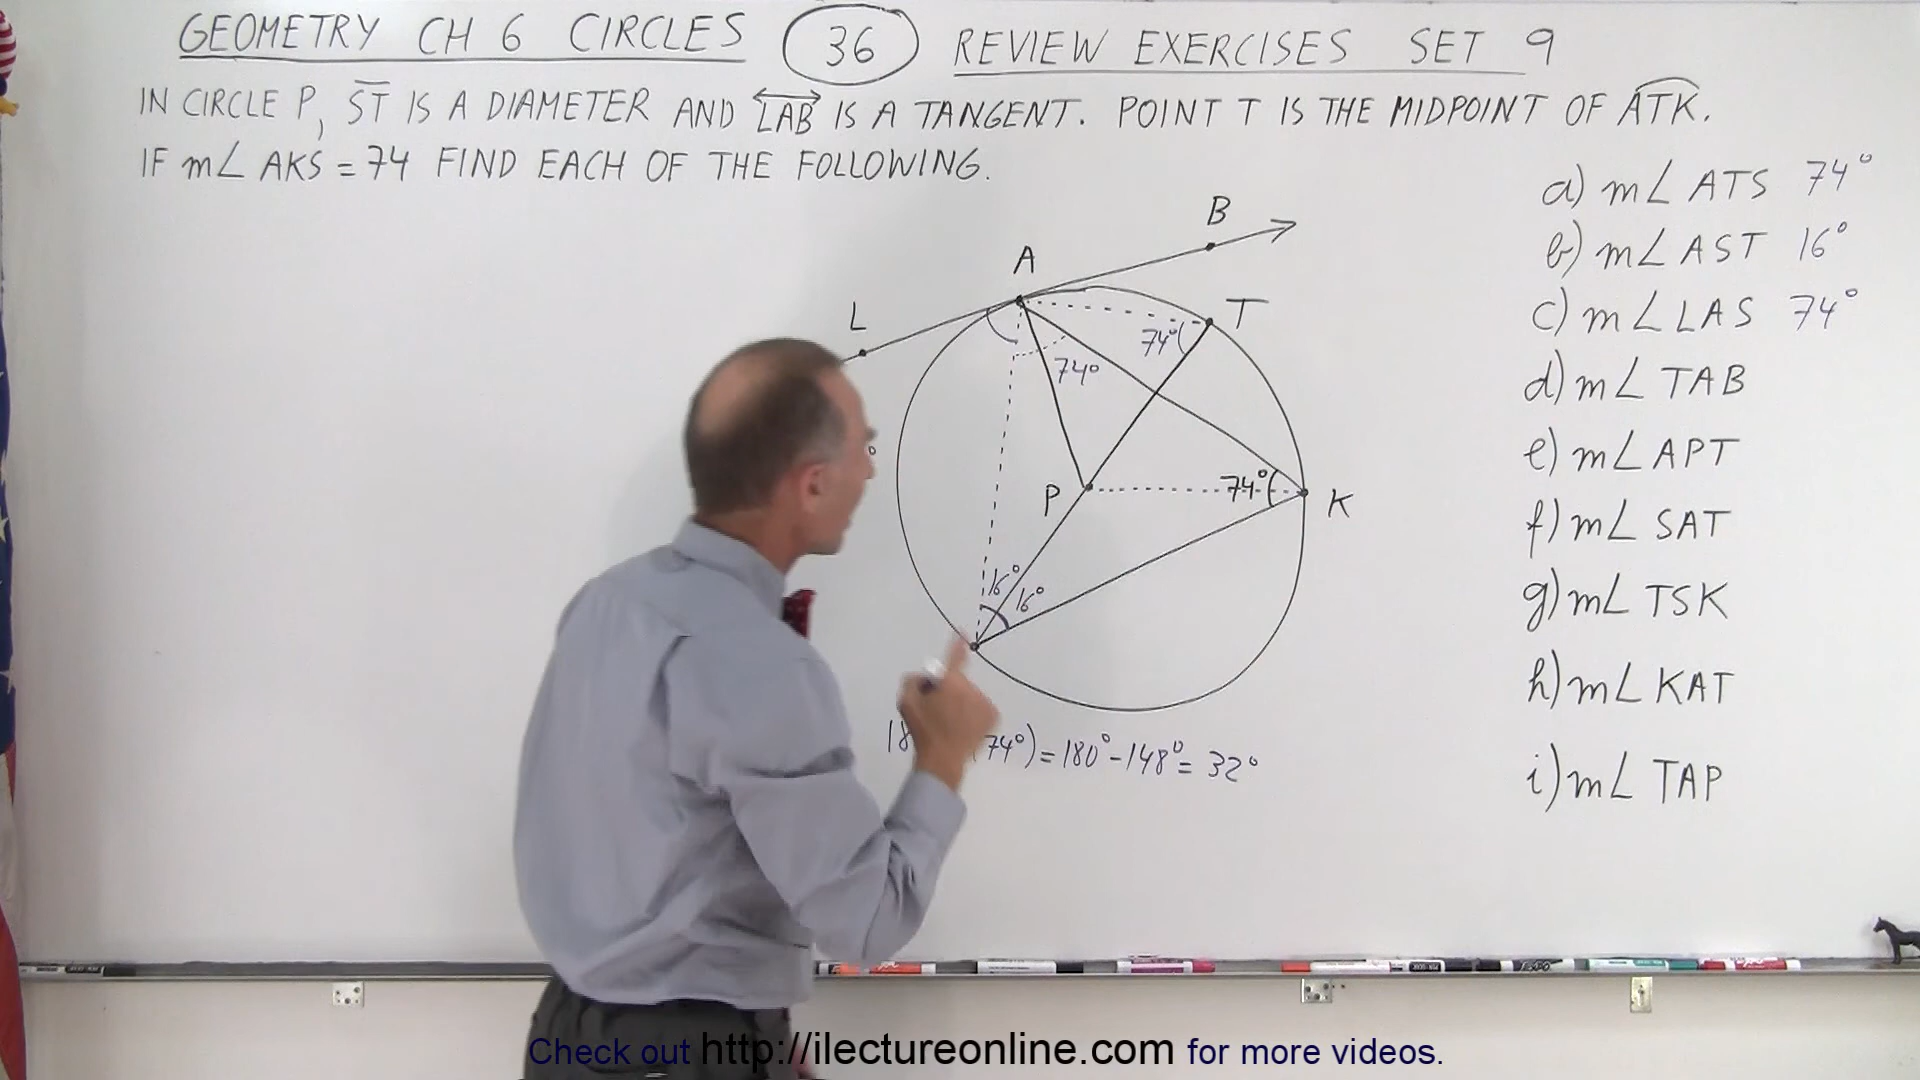 GEOMETRY CH 6 CIRCLES 36 REVIEW EXERCISES SET 9
IN CIRCLE P, ST IS A DIAMETER AND LAB IS A TANGENT. POINT T IS THE MIDPOINT OF ATK.
IF m∠ AKS = 74 FIND EACH OF THE FOLLOWING.
a) m∠ ATS 74°
b) m∠ AST 16°
c) m∠ LAS 74°
d) m∠ TAB
e) m∠ APT
f) m∠ SAT
g) m∠ TSK
h) m∠ KAT
i) m∠ TAP
B
A
L
T
74°
74°
P
74°
K
16°
16°
74°) = 180° - 148° = 32°
Check out http://ilectureonline.com for more videos.